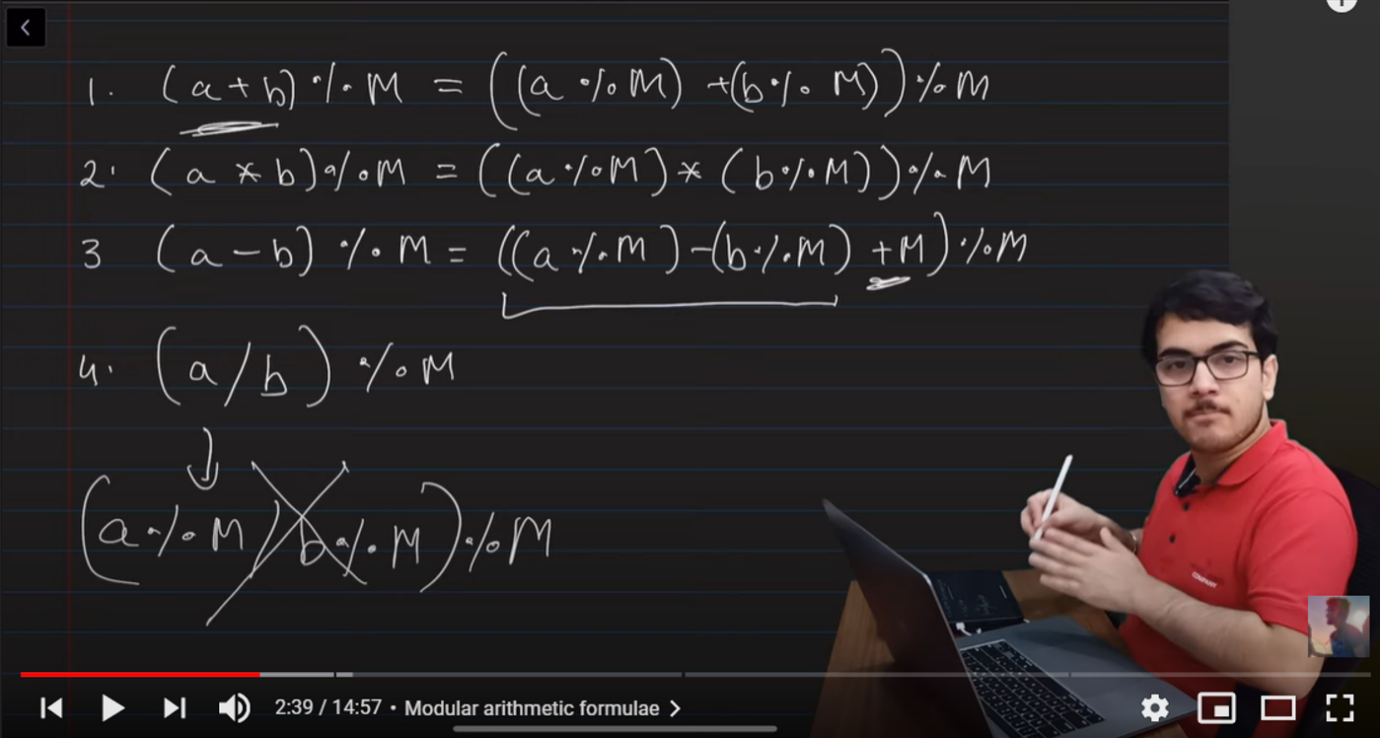 1. (a + b) % M = ((a % M) + (b % M)) % M
2. (a * b) % M = ((a % M) * (b % M)) % M
3 (a - b) % M = ((a % M) - (b % M) + M) % M
4. (a / b) % M
(a % M / b % M) % M
COMPANY
2:39 / 14:57 • Modular arithmetic formulae >